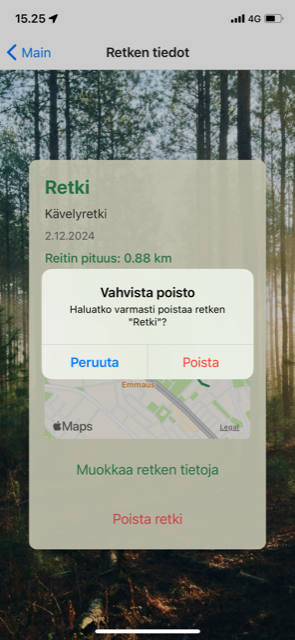 15.25
4G
Main
Retken tiedot
Retki
Kävelyretki
2.12.2024
Reitin pituus: 0.88 km
Vahvista poisto
Haluatko varmasti poistaa retken
"Retki"?
Peruuta
Poista
Emmaus
Maps
Legal
Muokkaa retken tietoja
Poista retki